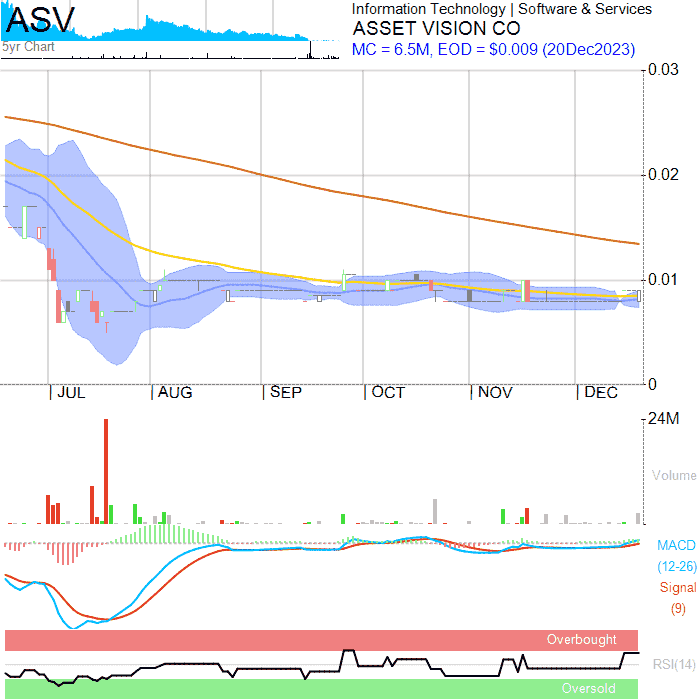 ASV
Information Technology | Software & Services
ASSET VISION CO
5yr Chart
MC = 6.5M, EOD = $0.009 (20Dec2023)
0.03
0.02
0.01
0
| JUL | AUG | SEP | OCT | NOV | DEC
24M
Volume
MACD
(12-26)
Signal
(9)
Overbought
RSI(14)
Oversold